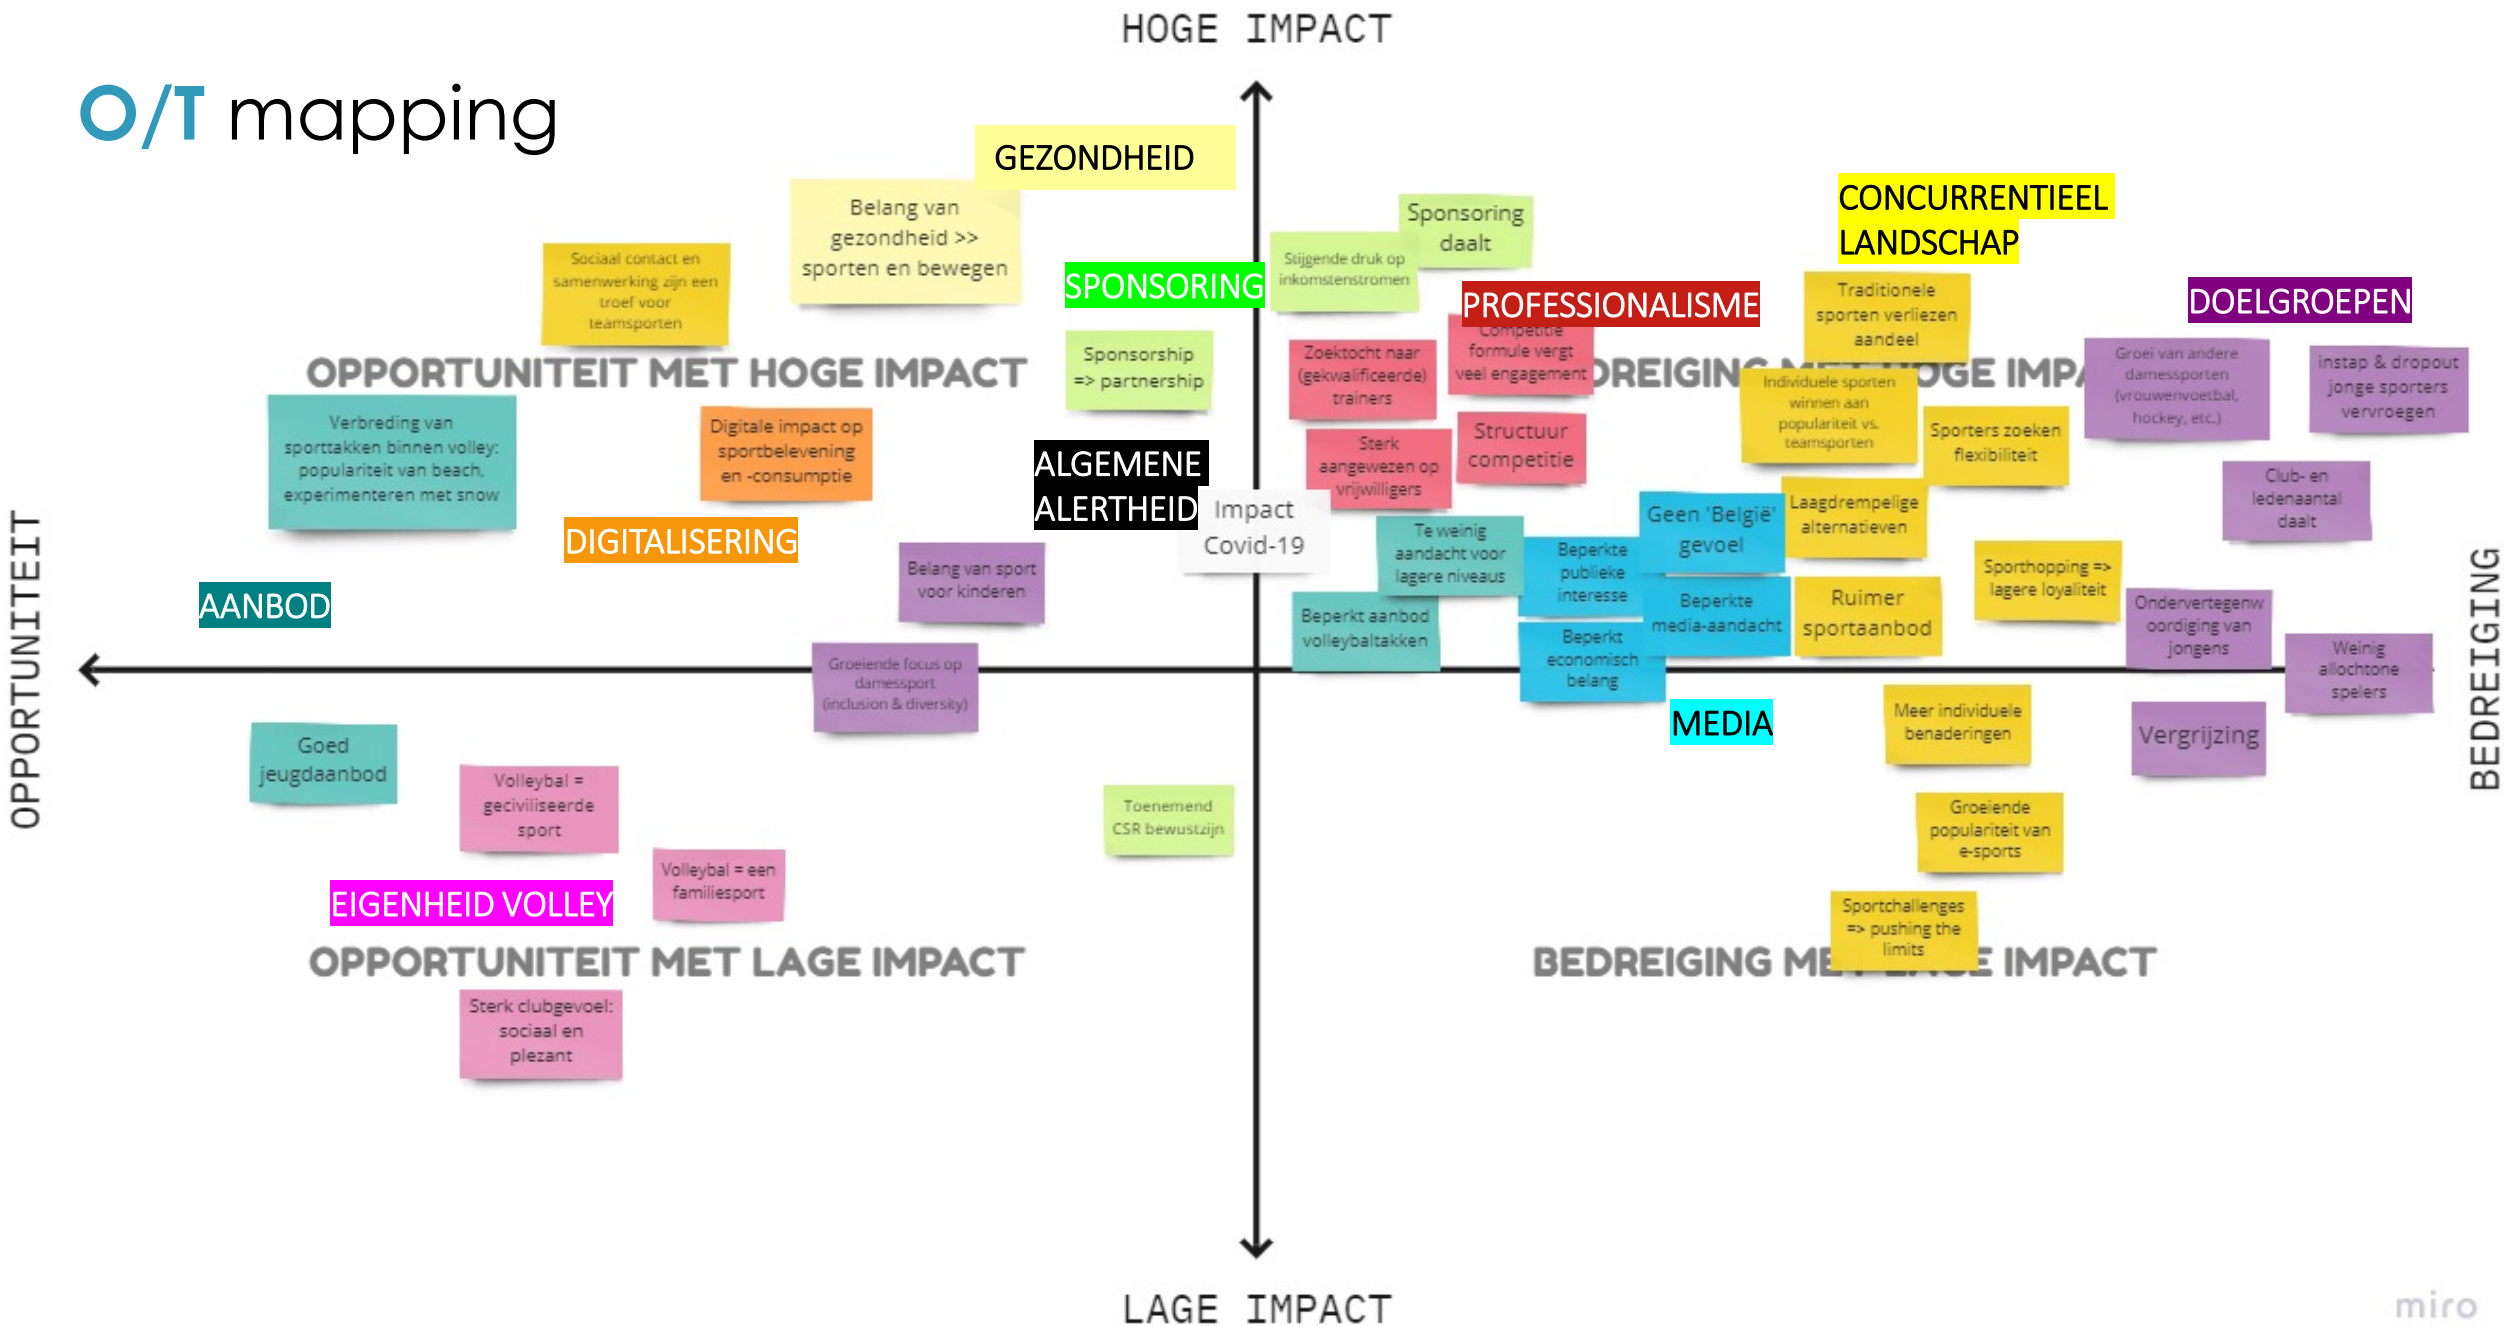 HOGE IMPACT
O/T mapping
GEZONDHEID
Belang van
gezondheid >>
sporten en bewegen
Sociaal contact en
samenwerking zijn een
troef voor
teamsporten
SPONSORING
Sponsorship
=> partnership
OPPORTUNITEIT MET HOGE IMPACT
Verbreding van
sporttakken binnen volley:
populariteit van beach,
experimenteren met snow
Digitale impact op
sportbelevening
en -consumptie
DIGITALISERING
ALGEMENE
ALERTHEID
Impact
Covid-19
AANBOD
Belang van sport
voor kinderen
Groeiende focus op
damessport
(inclusion & diversity)
OPPORTUNITEIT
Sponsoring
daalt
Stijgende druk op
inkomstenstromen
PROFESSIONALISME
Competitie
formule vergt
veel engagement
Zoektocht naar
(gekwalificeerde)
trainers
Sterk
aangewezen op
vrijwilligers
Structuur
competitie
DREIGING HOGE IMPA
CONCURRENTIEEL
LANDSCHAP
Traditionele
sporten verliezen
aandeel
Individuele sporten
winnen aan
populariteit vs.
teamsporten
Sporters zoeken
flexibiliteit
Laagdrempelige
alternatieven
Sporthopping =>
lagere loyaliteit
Ruimer
sportaanbod
DOELGROEPEN
Groei van andere
damessporten
(vrouwenvoetbal,
hockey, etc.)
instap & dropout
jonge sporters
vervroegen
Club- en
ledenaantal
daalt
Ondervertegenw
oordiging van
jongens
Weinig
allochtone
spelers
Te weinig
aandacht voor
lagere niveaus
Beperkt aanbod
volleybaltakken
Geen 'België'
gevoel
Beperkte
publieke
interesse
Beperkte
media-aandacht
Beperkt
economisch
belang
MEDIA
BEDREIGING
Goed
jeugdaanbod
Volleybal =
geciviliseerde
sport
Volleybal = een
familiesport
EIGENHEID VOLLEY
OPPORTUNITEIT MET LAGE IMPACT
Sterk clubgevoel:
sociaal en
plezant
Toenemend
CSR bewustzijn
Meer individuele
benaderingen
Vergrijzing
Groeiende
populariteit van
e-sports
Sportchallenges
=> pushing the
limits
BEDREIGING MET LAGE IMPACT
LAGE IMPACT
miro